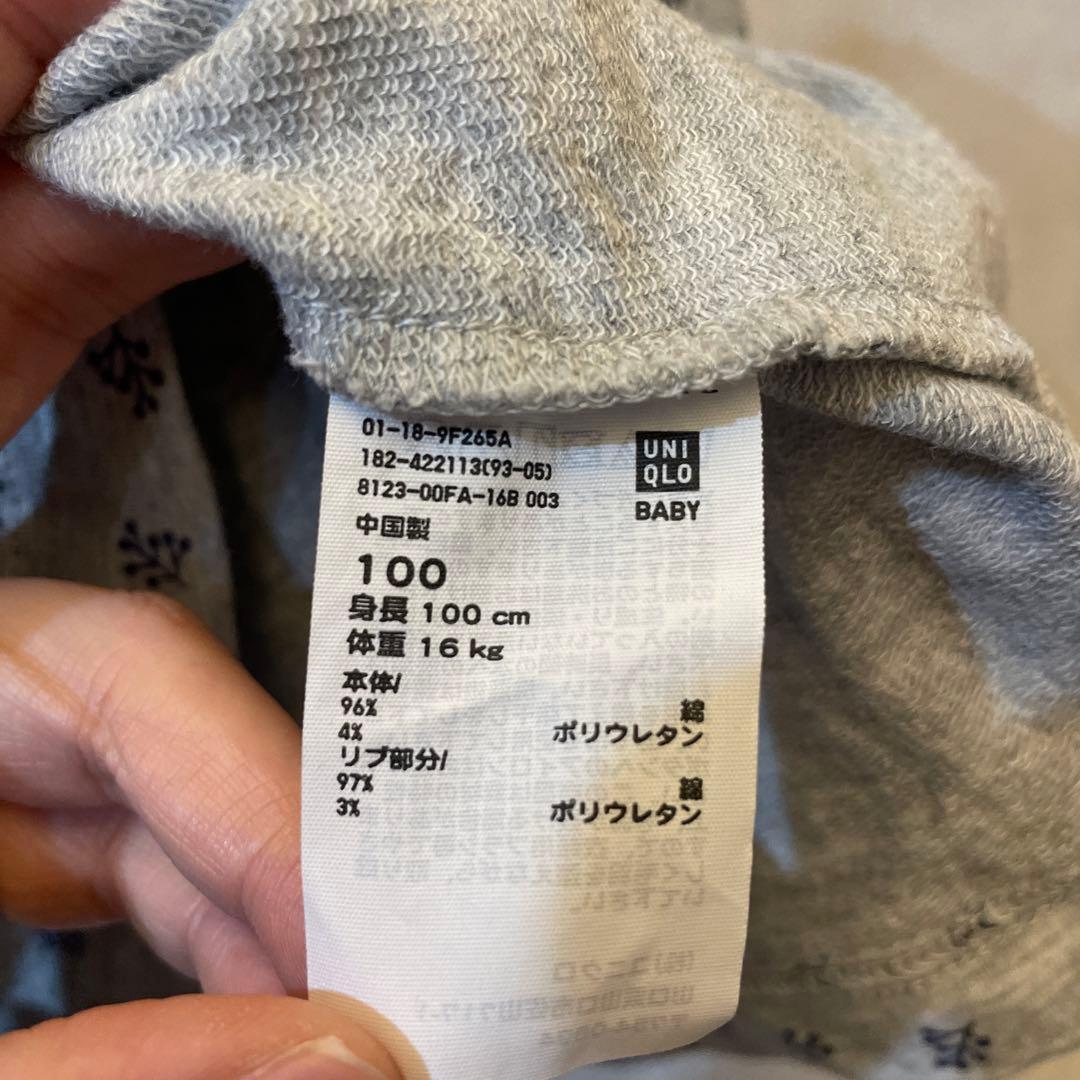 01-18-9F265A
182-422113(93-05)
8123-00FA-16B 003
UNI
QLO
BABY
中国製
100
身長 100 cm
体重 16 kg
本体/
96% 綿
4% ポリウレタン
リブ部分/
97% 綿
3% ポリウレタン